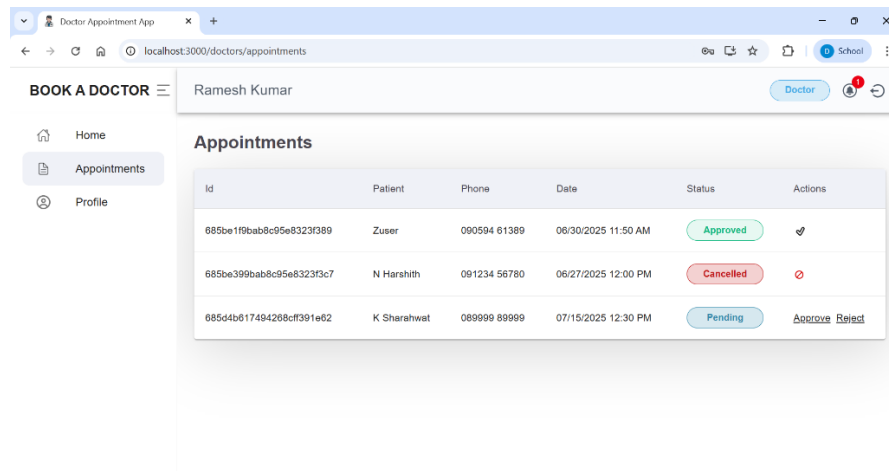 Doctor Appointment App
localhost:3000/doctors/appointments
D School
BOOK A DOCTOR
Ramesh Kumar
Doctor
1
Home
Appointments
Profile
Appointments
Id Patient Phone Date Status Actions
685be1f9bab8c95e8323f389 Zuser 090594 61389 06/30/2025 11:50 AM Approved
685be399bab8c95e8323f3c7 N Harshith 091234 56780 06/27/2025 12:00 PM Cancelled
685d4b617494268cff391e62 K Sharahwat 089999 89999 07/15/2025 12:30 PM Pending Approve Reject